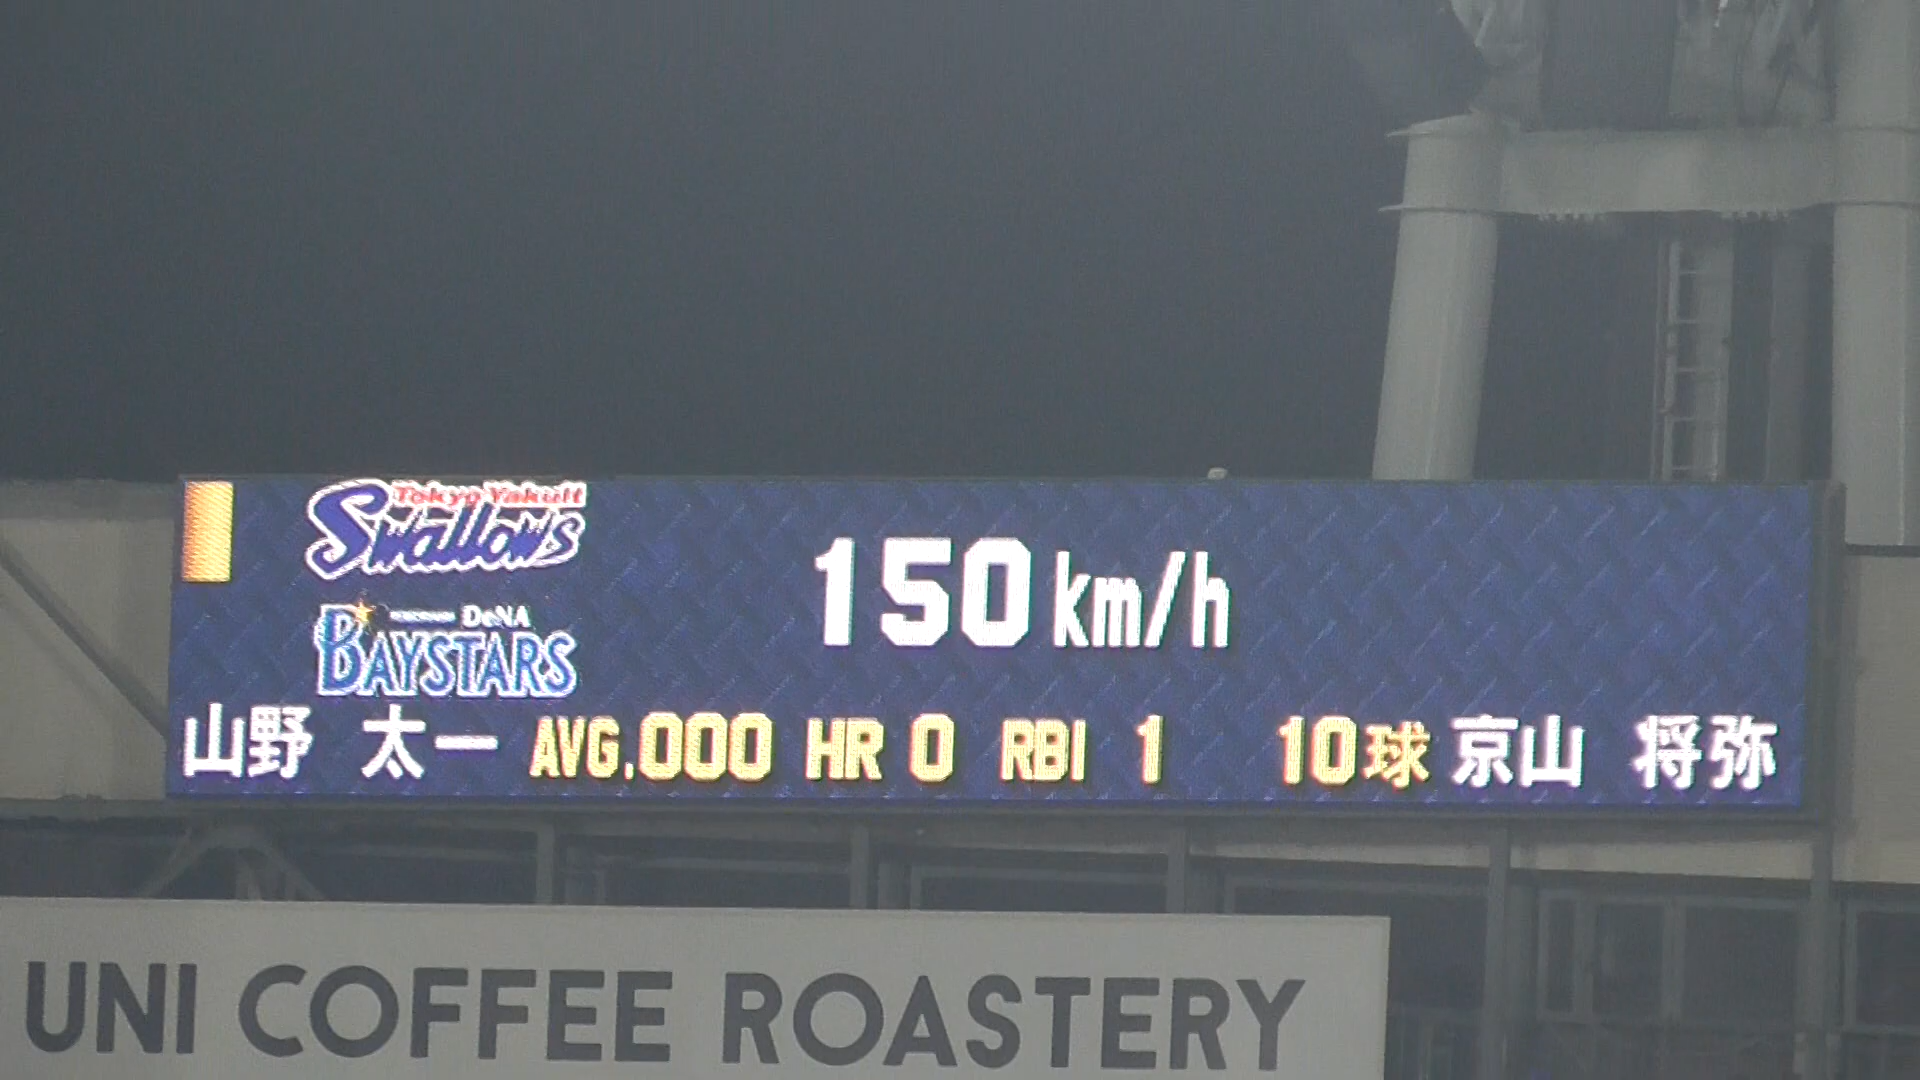 Tokyo Yakult
Swallows
150 km/h
DeNA
BAYSTARS
山野 太一 AVG.000 HR 0 RBI 1 10球 京山 将弥
UNI COFFEE ROASTERY